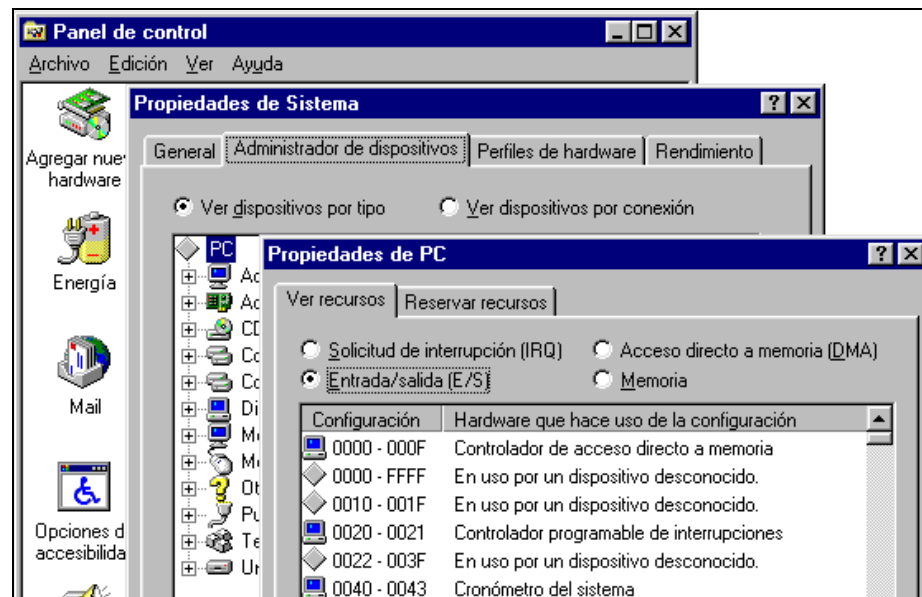 Panel de control
Archivo Edición Ver Ayuda
Agregar
hardware
Energía
Mail
Opciones
Propiedades de Sistema
General Administrador de dispositivos Perfiles de hardware Rendimiento
Ver dispositivos por tipo Ver dispositivos por conexión
PC
Propiedades de PC
Ver recursos Reservar recursos
Solicitud de interrupción (IRQ) Acceso directo a memoria (DMA)
Entrada/salida (E/S) Memoria
Configuración Hardware que hace uso de la configuración
0000 - 000F Controlador de acceso directo a memoria
0000 - FFFF En uso por un dispositivo desconocido.
0010 - 001F En uso por un dispositivo desconocido.
0020 - 0021 Controlador programable de interrupciones
0022 - 003F En uso por un dispositivo desconocido.
0040 - 0043 Cronómetro del sistema